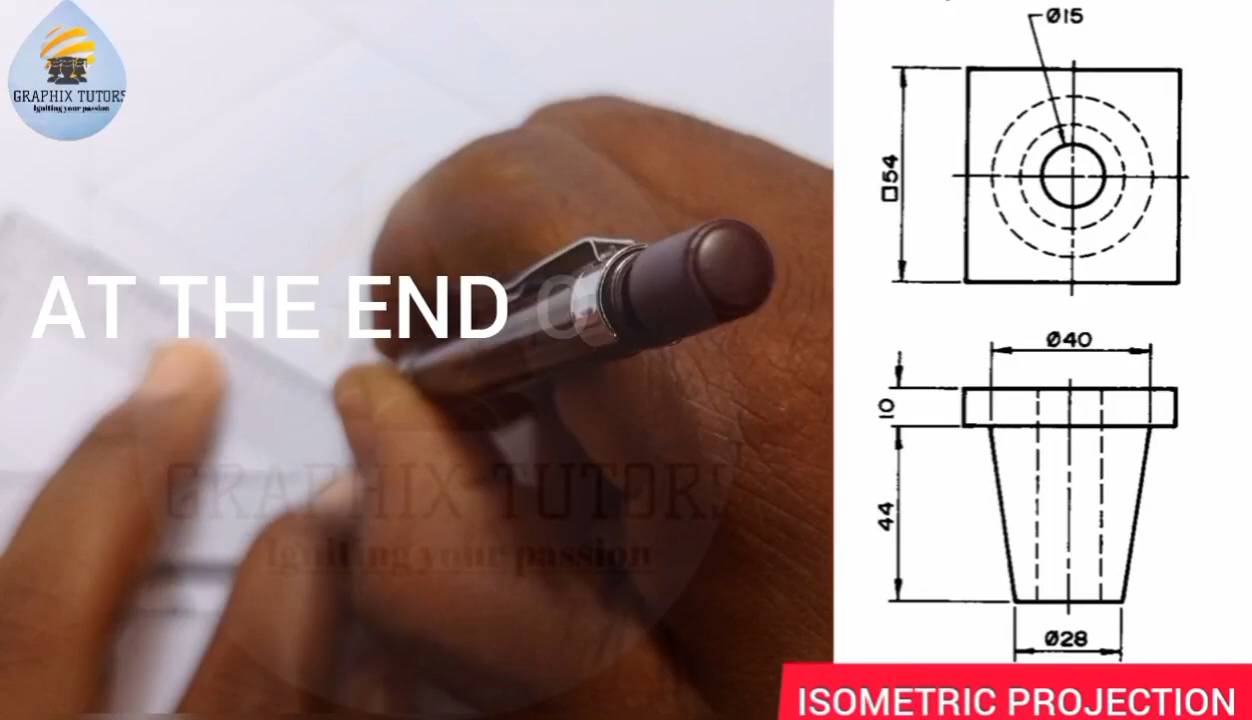 GRAPHIX TUTORS
Igniting your passion
AT THE END O
GRAPHIX TUTORS
Igniting your passion
Ø15
□54
Ø40
10
44
Ø28
ISOMETRIC PROJECTION